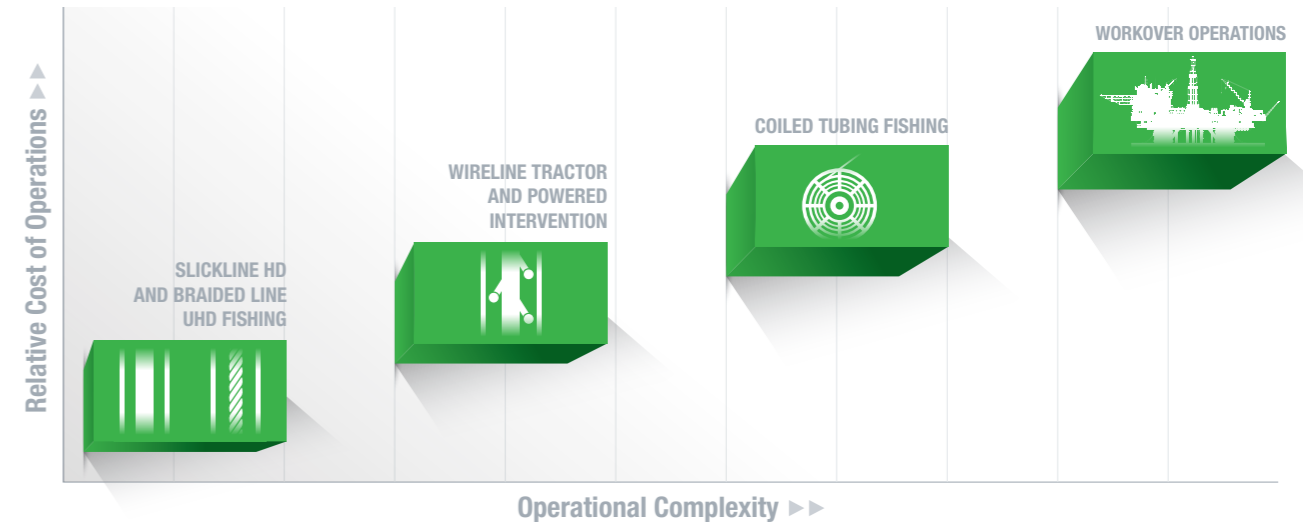 WORKOVER OPERATIONS
COILED TUBING FISHING
WIRELINE TRACTOR
AND POWERED
INTERVENTION
SLICKLINE HD
AND BRAIDED LINE
UHD FISHING
Relative Cost of Operations
Operational Complexity